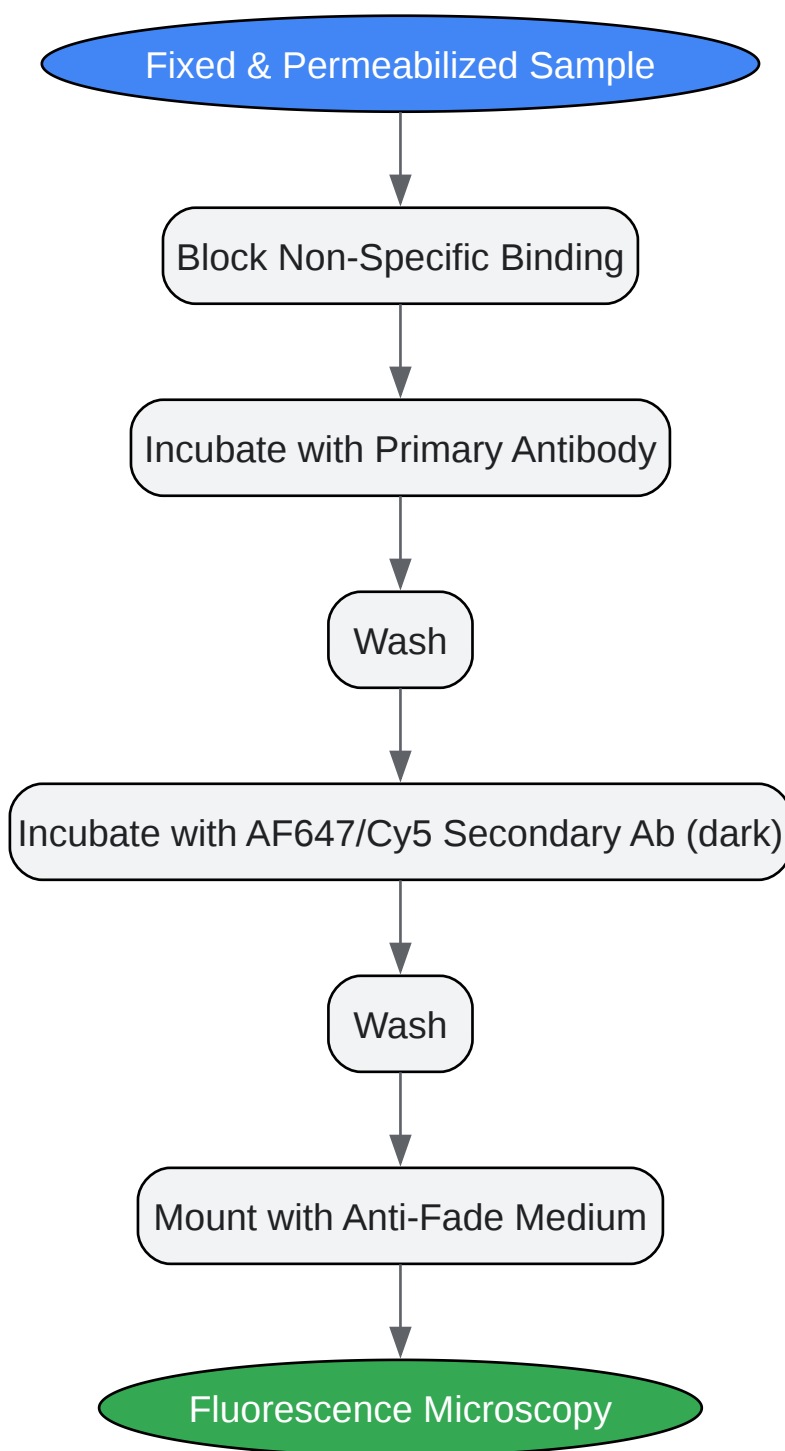 Fixed & Permeabilized Sample
Block Non-Specific Binding
Incubate with Primary Antibody
Wash
Incubate with AF647/Cy5 Secondary Ab (dark)
Wash
Mount with Anti-Fade Medium
Fluorescence Microscopy